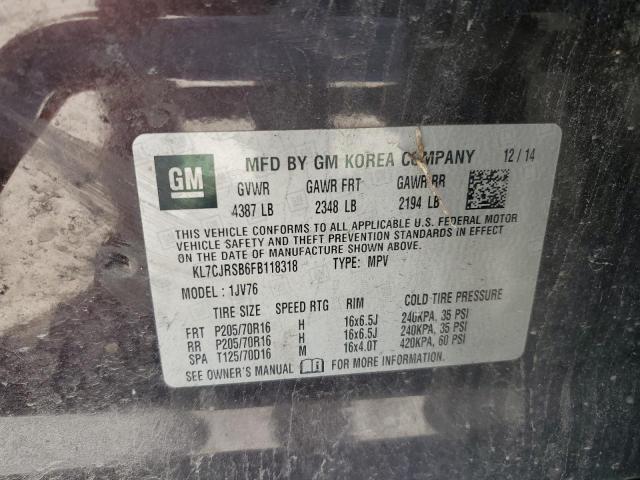 GM MFD BY GM KOREA COMPANY 12/14
GVWR GAWR FRT GAWR RR
4387 LB 2348 LB 2194 LB
THIS VEHICLE CONFORMS TO ALL APPLICABLE U.S. FEDERAL MOTOR
VEHICLE SAFETY AND THEFT PREVENTION STANDARDS IN EFFECT
ON THE DATE OF MANUFACTURE SHOWN ABOVE.
KL7CJRSB6FB118318 TYPE: MPV
MODEL: 1JV76
TIRE SIZE SPEED RTG RIM COLD TIRE PRESSURE
FRT P205/70R16 H 16x6.5J 240KPA, 35 PSI
RR P205/70R16 H 16x6.5J 240KPA, 35 PSI
SPA T125/70D16 M 16x4.0T 420KPA, 60 PSI
SEE OWNER'S MANUAL FOR MORE INFORMATION.